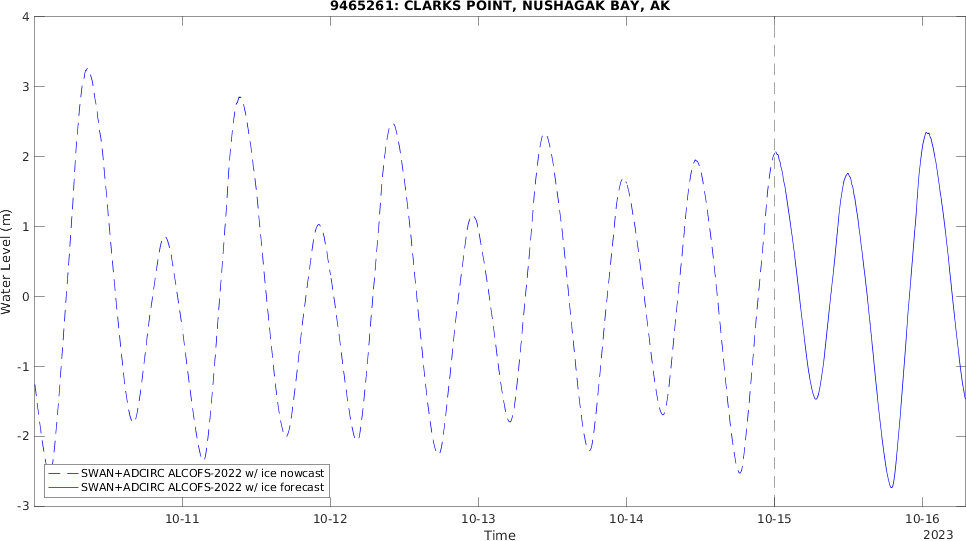 9465261: CLARKS POINT, NUSHAGAK BAY, AK
4
3
2
1
0
-1
-2
-3
Water Level (m)
SWAN+ADCIRC ALCOFS-2022 w/ ice nowcast
SWAN+ADCIRC ALCOFS-2022 w/ ice forecast
10-11 10-12 10-13 10-14 10-15 10-16
Time
2023